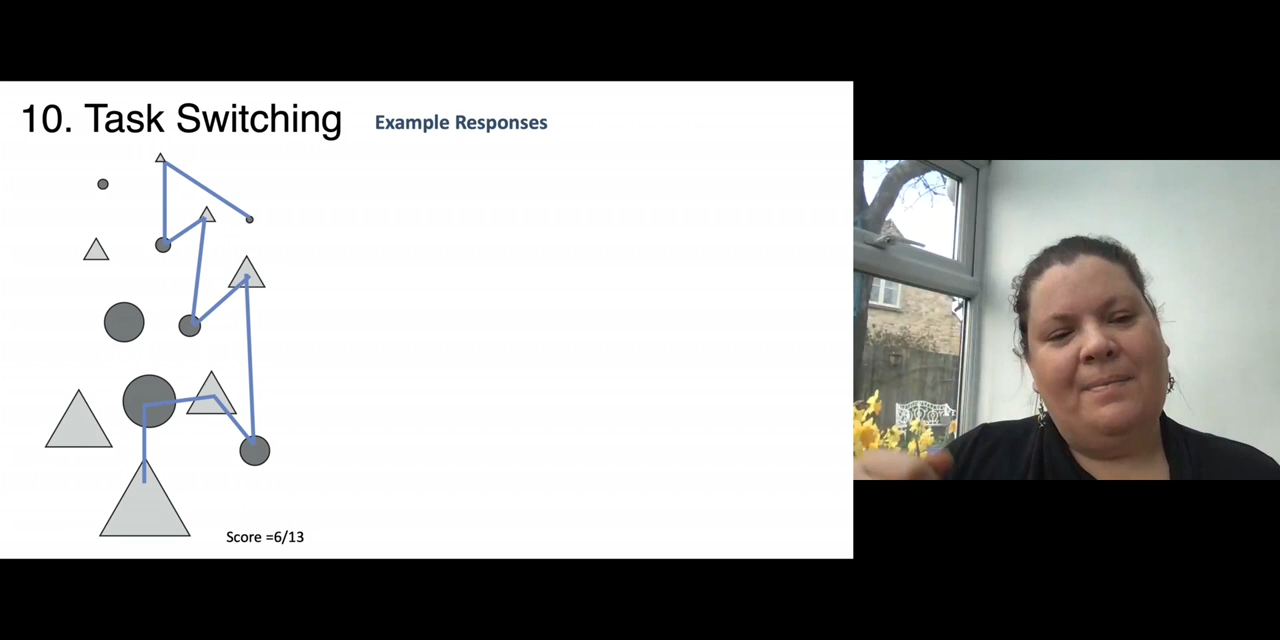 10. Task Switching
Example Responses
Score =6/13